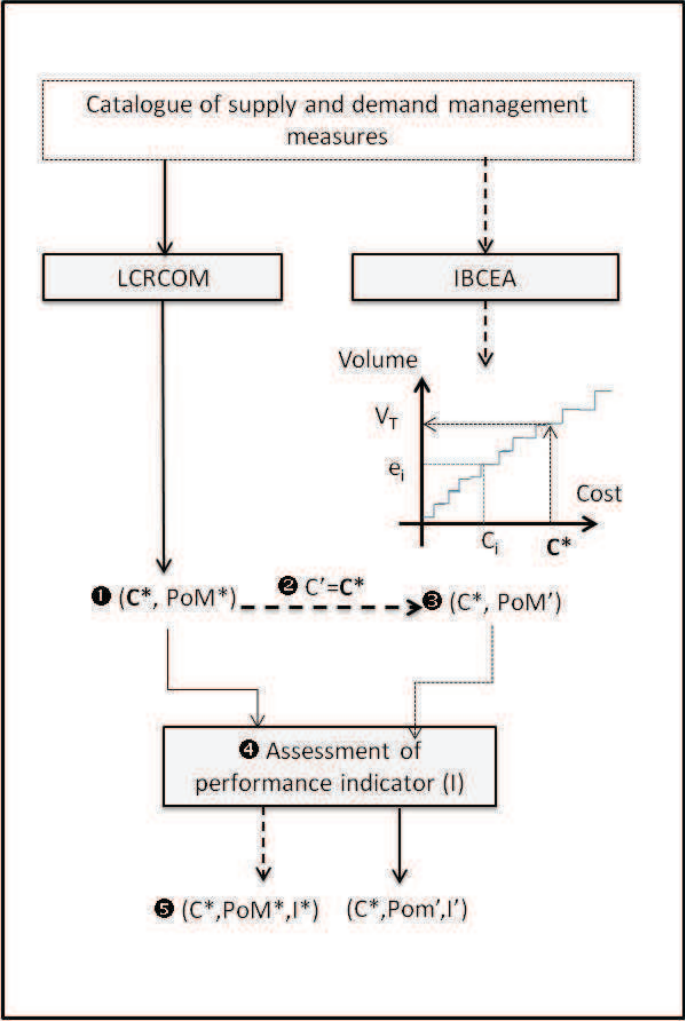 Catalogue of supply and demand management
measures
LCRCOM
IBCEA
Volume
V_T
e_i
Cost
C_i
C*
❶ (C*, PoM*)
❷ C'=C*
❸ (C*, PoM')
❹ Assessment of
performance indicator (I)
❺ (C*,PoM*,I*)
(C*,Pom',I')